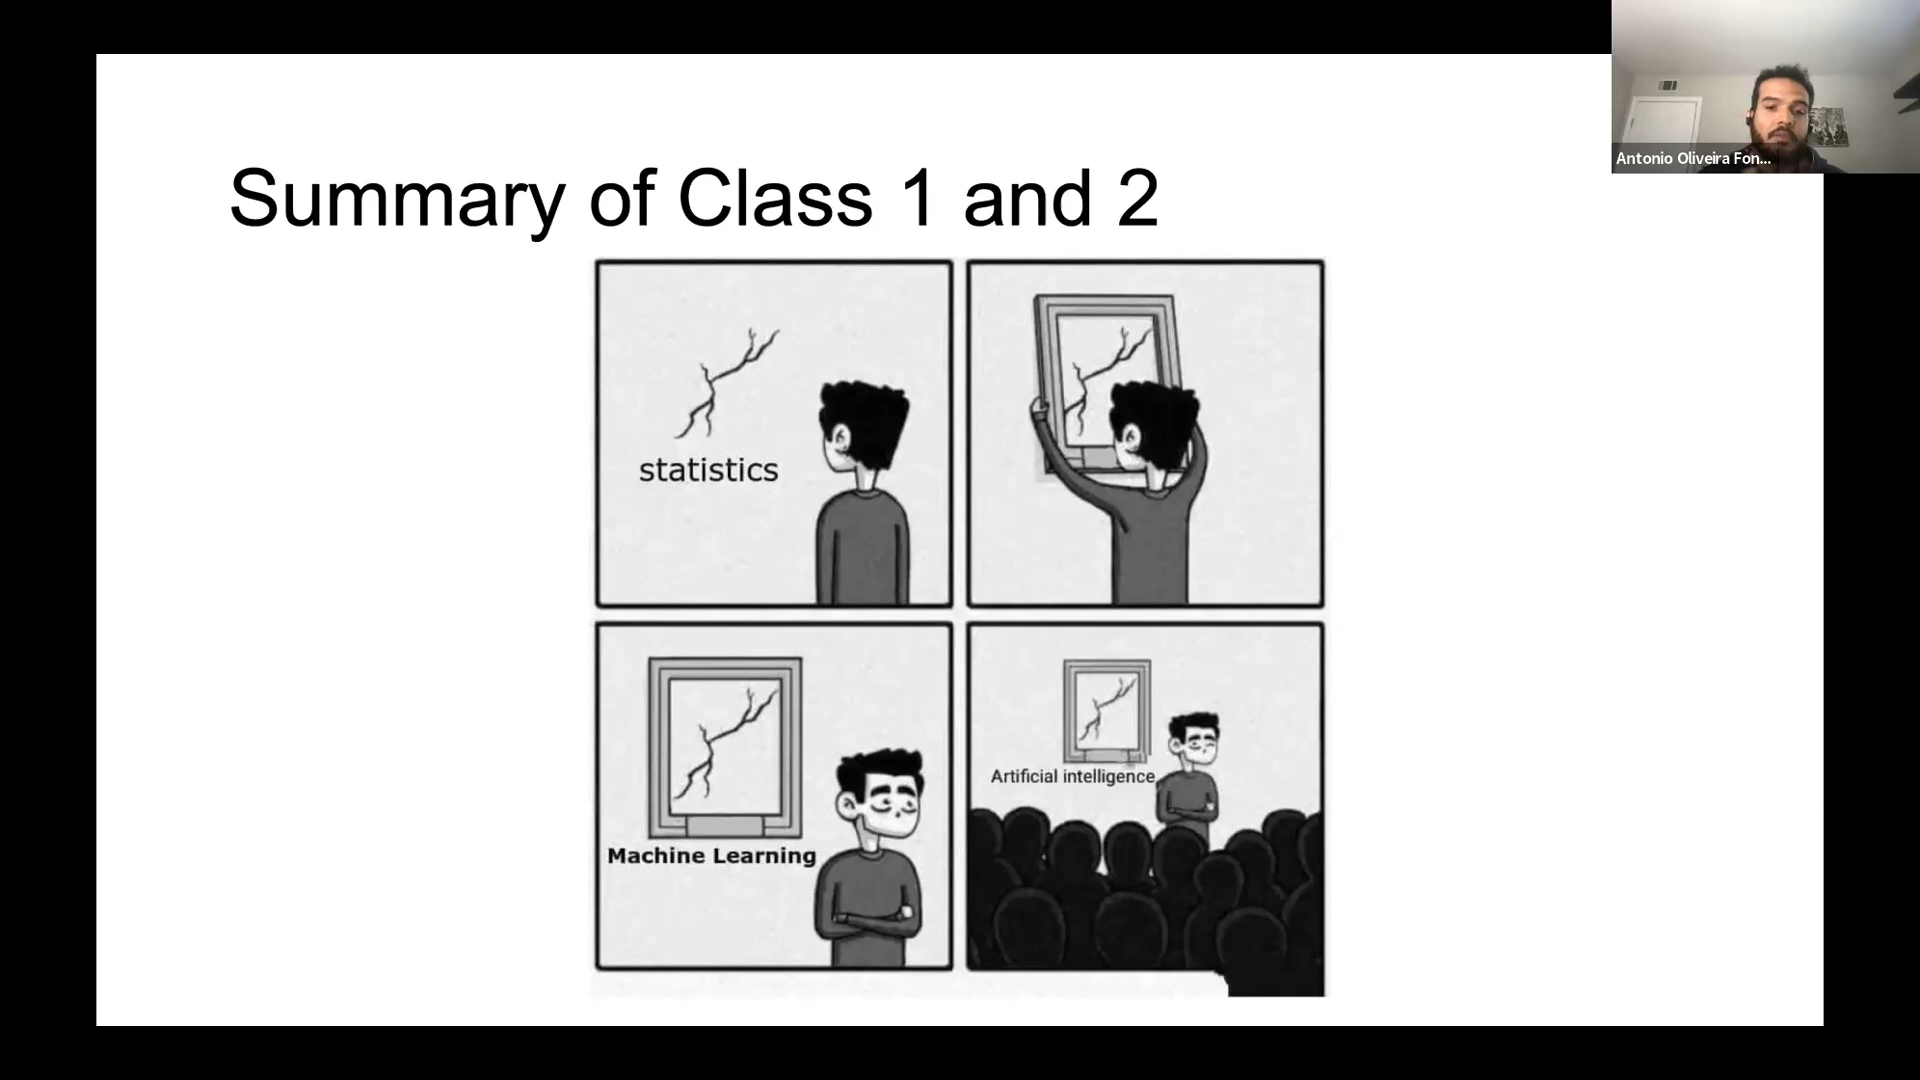 Summary of Class 1 and 2
Antonio Oliveira Fon...
statistics
Machine Learning
Artificial intelligence